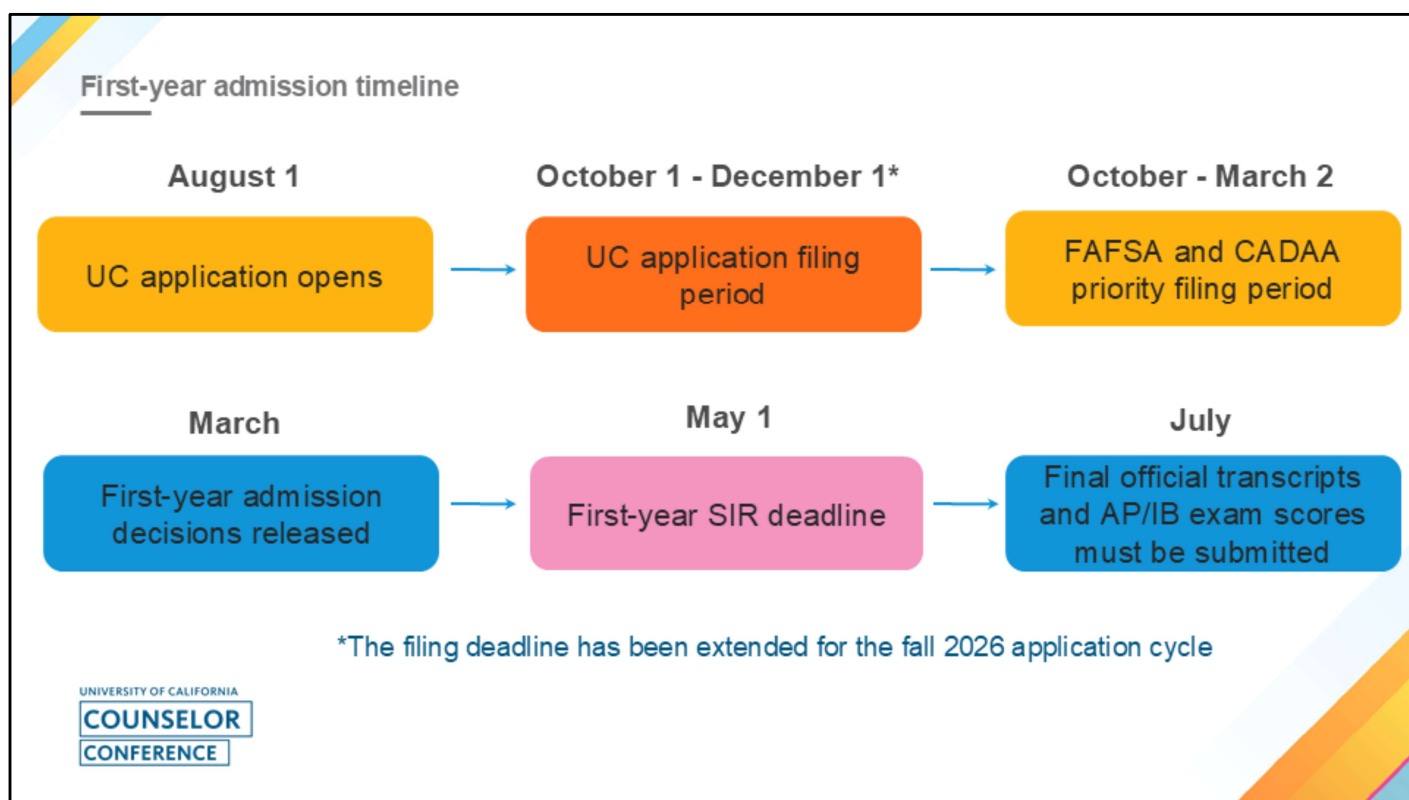 First-year admission timeline
August 1
October 1 - December 1*
October - March 2
UC application opens
UC application filing
period
FAFSA and CADAA
priority filing period
March
May 1
July
First-year admission
decisions released
First-year SIR deadline
Final official transcripts
and AP/IB exam scores
must be submitted
*The filing deadline has been extended for the fall 2026 application cycle
UNIVERSITY OF CALIFORNIA
COUNSELOR
CONFERENCE